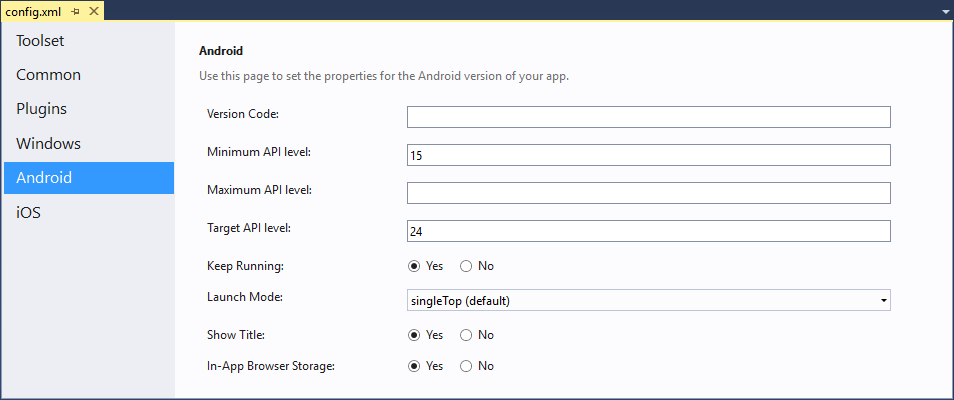 config.xml
Toolset
Common
Plugins
Windows
Android
iOS
Android
Use this page to set the properties for the Android version of your app.
Version Code:
Minimum API level: 15
Maximum API level:
Target API level: 24
Keep Running: Yes No
Launch Mode: singleTop (default)
Show Title: Yes No
In-App Browser Storage: Yes No